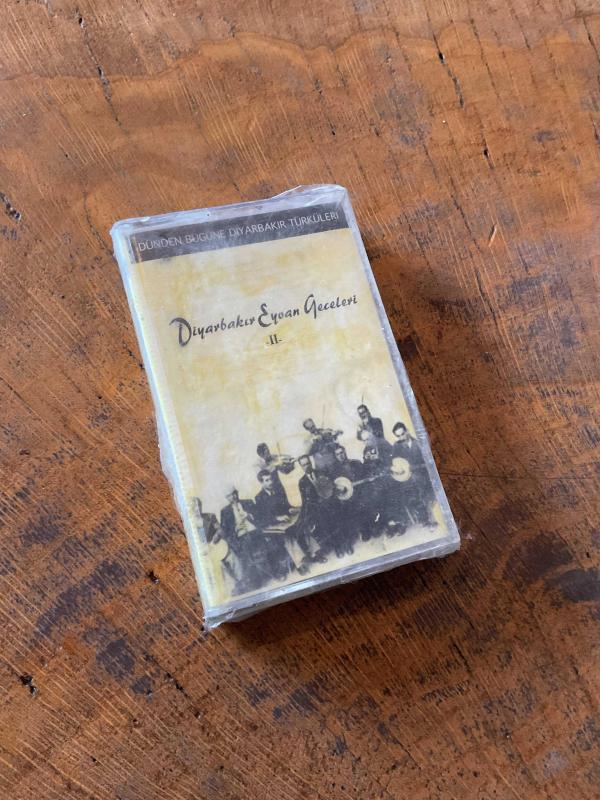 DÜNDEN BUGÜNE DİYARBAKIR TÜRKÜLERİ
Diyarbakır Eyvan Geceleri
-II-